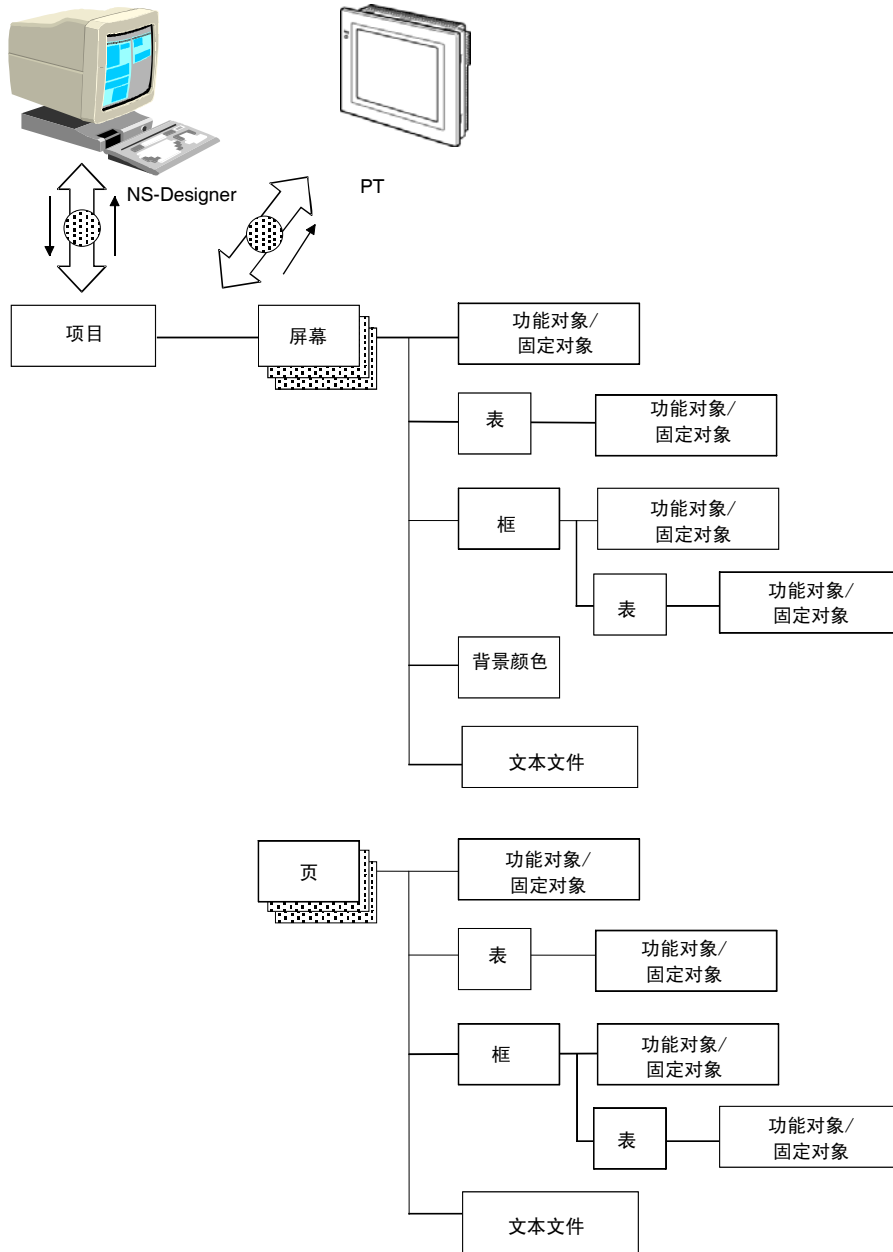 NS-Designer
PT
项目
屏幕
功能对象/
固定对象
表
功能对象/
固定对象
框
功能对象/
固定对象
表
功能对象/
固定对象
背景颜色
文本文件
页
功能对象/
固定对象
表
功能对象/
固定对象
框
功能对象/
固定对象
表
功能对象/
固定对象
文本文件